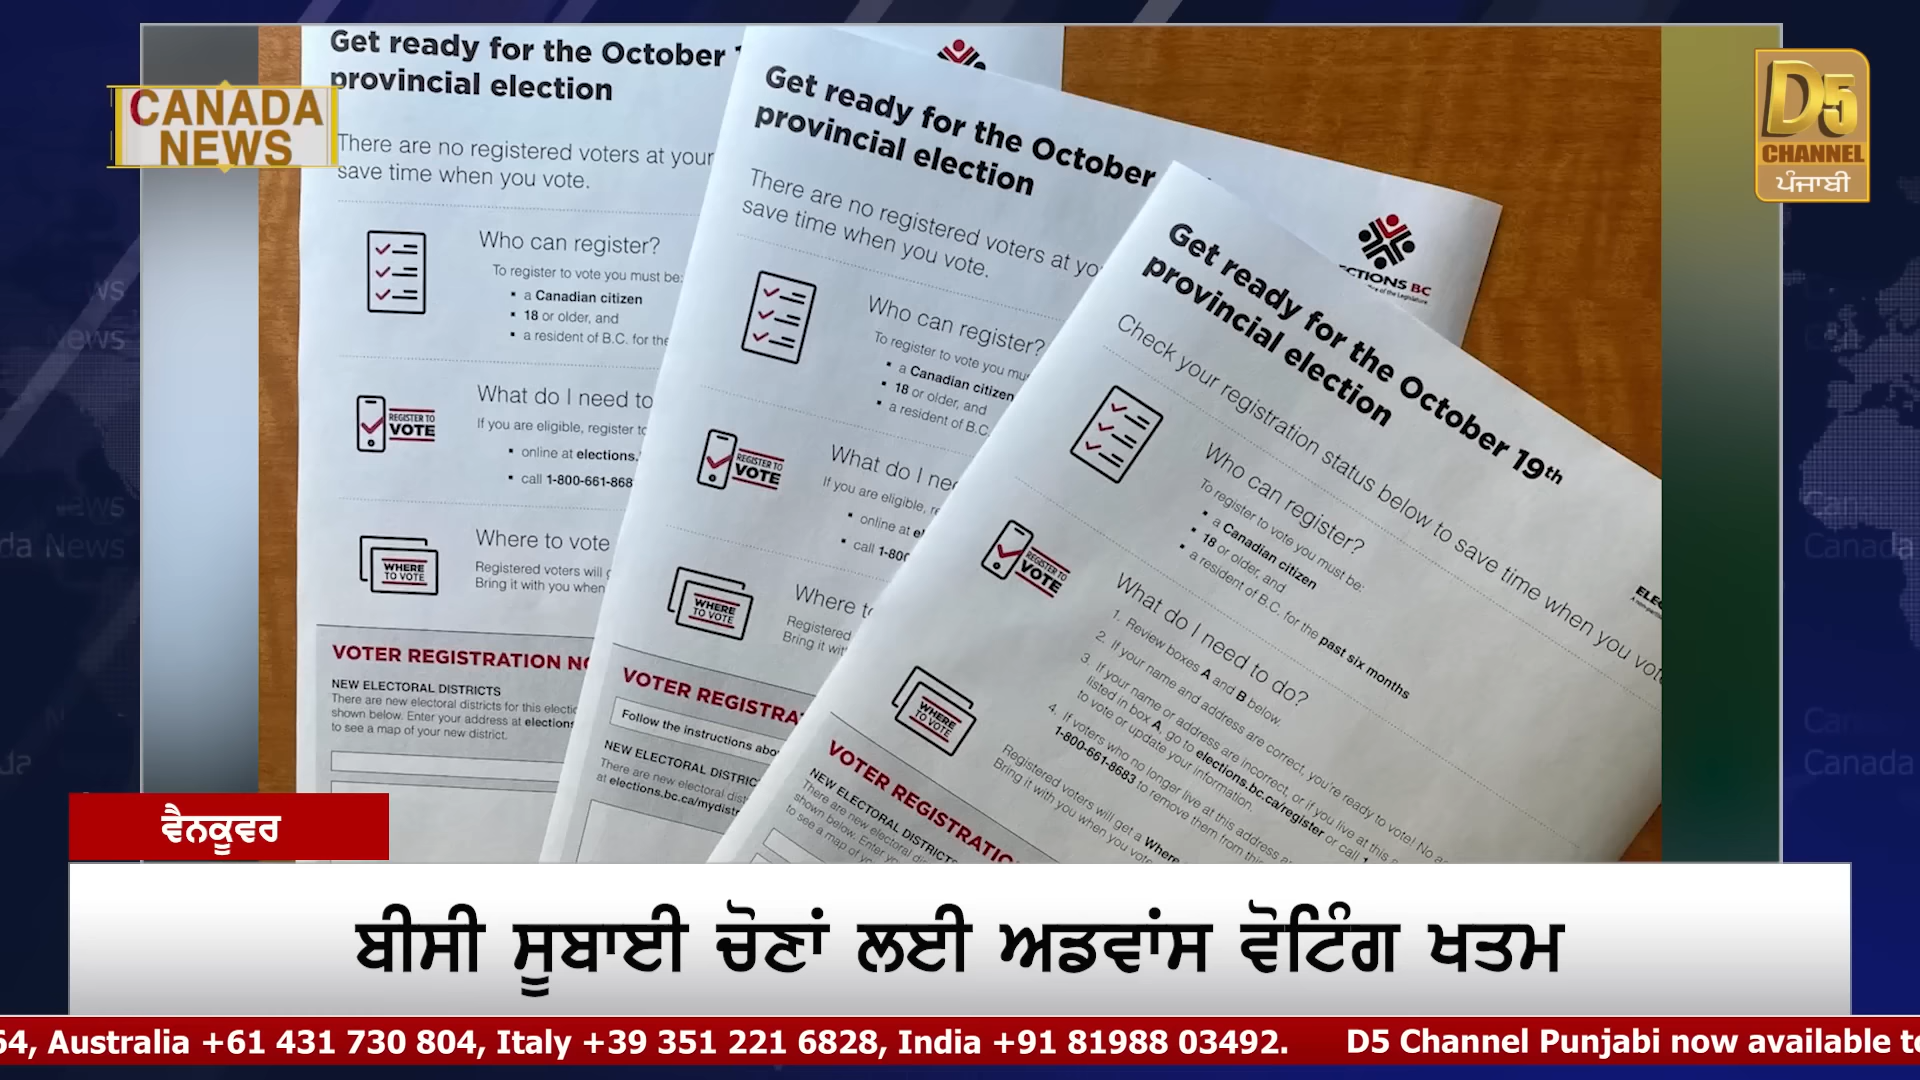 Get ready for the October
provincial election
There are no registered voters at your
save time when you vote.
Who can register?
To register to vote you must be:
▪ a Canadian citizen
▪ 18 or older, and
▪ a resident of B.C. for the
REGISTER TO
VOTE
What do I need to
If you are eligible, register to
▪ online at elections.
▪ call 1-800-661-868
WHERE
TO VOTE
Where to vote
Registered voters will
Bring it with you when
VOTER REGISTRATION
NEW ELECTORAL DISTRICTS
There are new electoral districts for this
shown below. Enter your address at elections
to see a map of your new district.
Get ready for the October
provincial election
There are no registered voters at
save time when you vote.
Who can register?
To register to vote you
▪ a Canadian citizen
▪ 18 or older, and
▪ a resident of B.C.
REGISTER TO
VOTE
What do I
If you are eligible,
▪ online at
▪ call 1-800
WHERE
TO VOTE
Where
Registered
Bring it
VOTER
Follow the instructions
NEW ELECTORAL
There are new electoral
at elections.bc.ca/
BC
Get ready for the October 19th
provincial election
Check your registration status below to save time when you
Who can register?
To register to vote you must be:
▪ a Canadian citizen
▪ 18 or older, and
▪ a resident of B.C. for the past six months
REGISTER TO
VOTE
What do I need to do?
1. Review boxes A and B below.
2. If your name and address are correct, you're ready to vote! No
3. If your name or address are incorrect, or if you live at this
listed in box A, go to elections.bc.ca/register or call
to vote or update your information.
4. If voters who no longer live at this address
1-800-661-8683 to remove them from this
WHERE
TO VOTE
Registered voters will get a Where
Bring it with you when you
VOTER REGISTRATION
NEW ELECTORAL DISTRICTS
There are new electoral
shown below. Enter your
to see a map of
CANADA
NEWS
D5
CHANNEL
ਪੰਜਾਬੀ
ਵੈਨਕੂਵਰ
ਬੀਸੀ ਸੂਬਾਈ ਚੋਣਾਂ ਲਈ ਅਡਵਾਂਸ ਵੋਟਿੰਗ ਖਤਮ
64, Australia +61 431 730 804, Italy +39 351 221 6828, India +91 81988 03492. D5 Channel Punjabi now available to